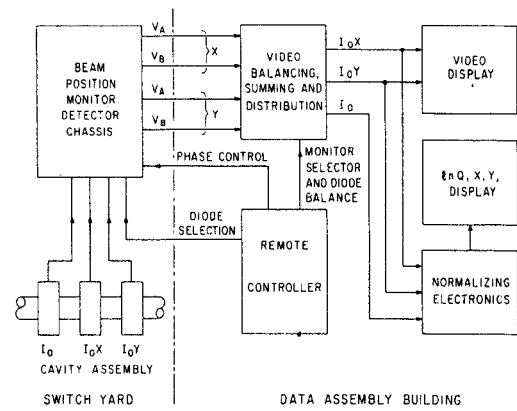 BEAM
POSITION
MONITOR
DETECTOR
CHASSIS
VA
VB
X
VA
VB
Y
VIDEO
BALANCING,
SUMMING AND
DISTRIBUTION
I₀X
I₀Y
I₀
VIDEO
DISPLAY
ℓnQ, X, Y,
DISPLAY
NORMALIZING
ELECTRONICS
MONITOR
SELECTOR
AND DIODE
BALANCE
PHASE CONTROL
DIODE
SELECTION
REMOTE
CONTROLLER
I₀ I₀X I₀Y
CAVITY ASSEMBLY
SWITCH YARD
DATA ASSEMBLY BUILDING